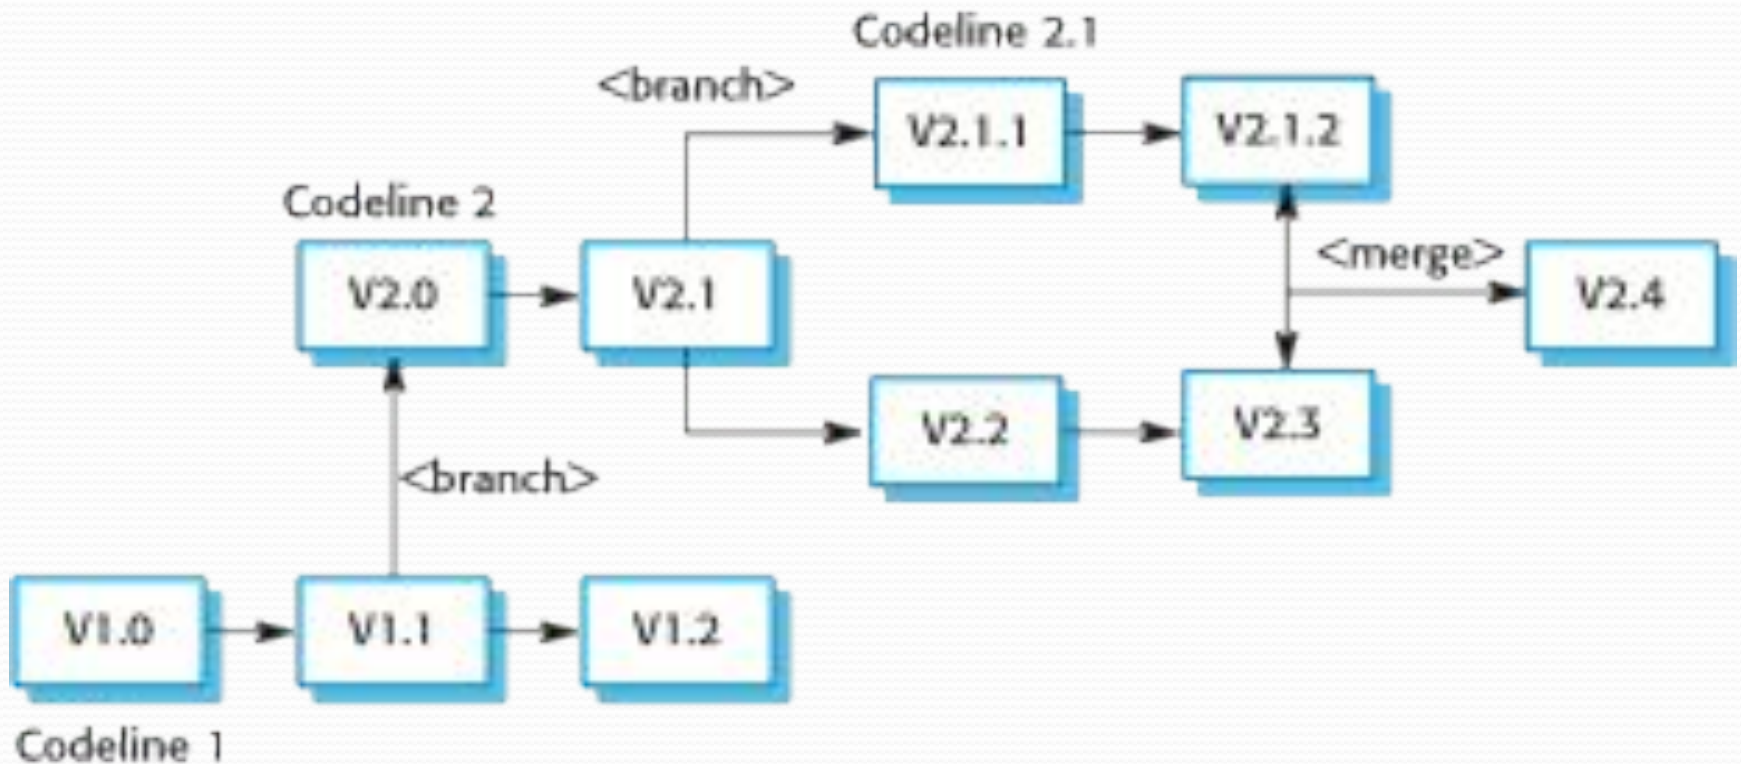 Codeline 2.1
<branch>
V2.1.1
V2.1.2
Codeline 2
V2.0
V2.1
<merge>
V2.4
V2.2
V2.3
<branch>
V1.0
V1.1
V1.2
Codeline 1